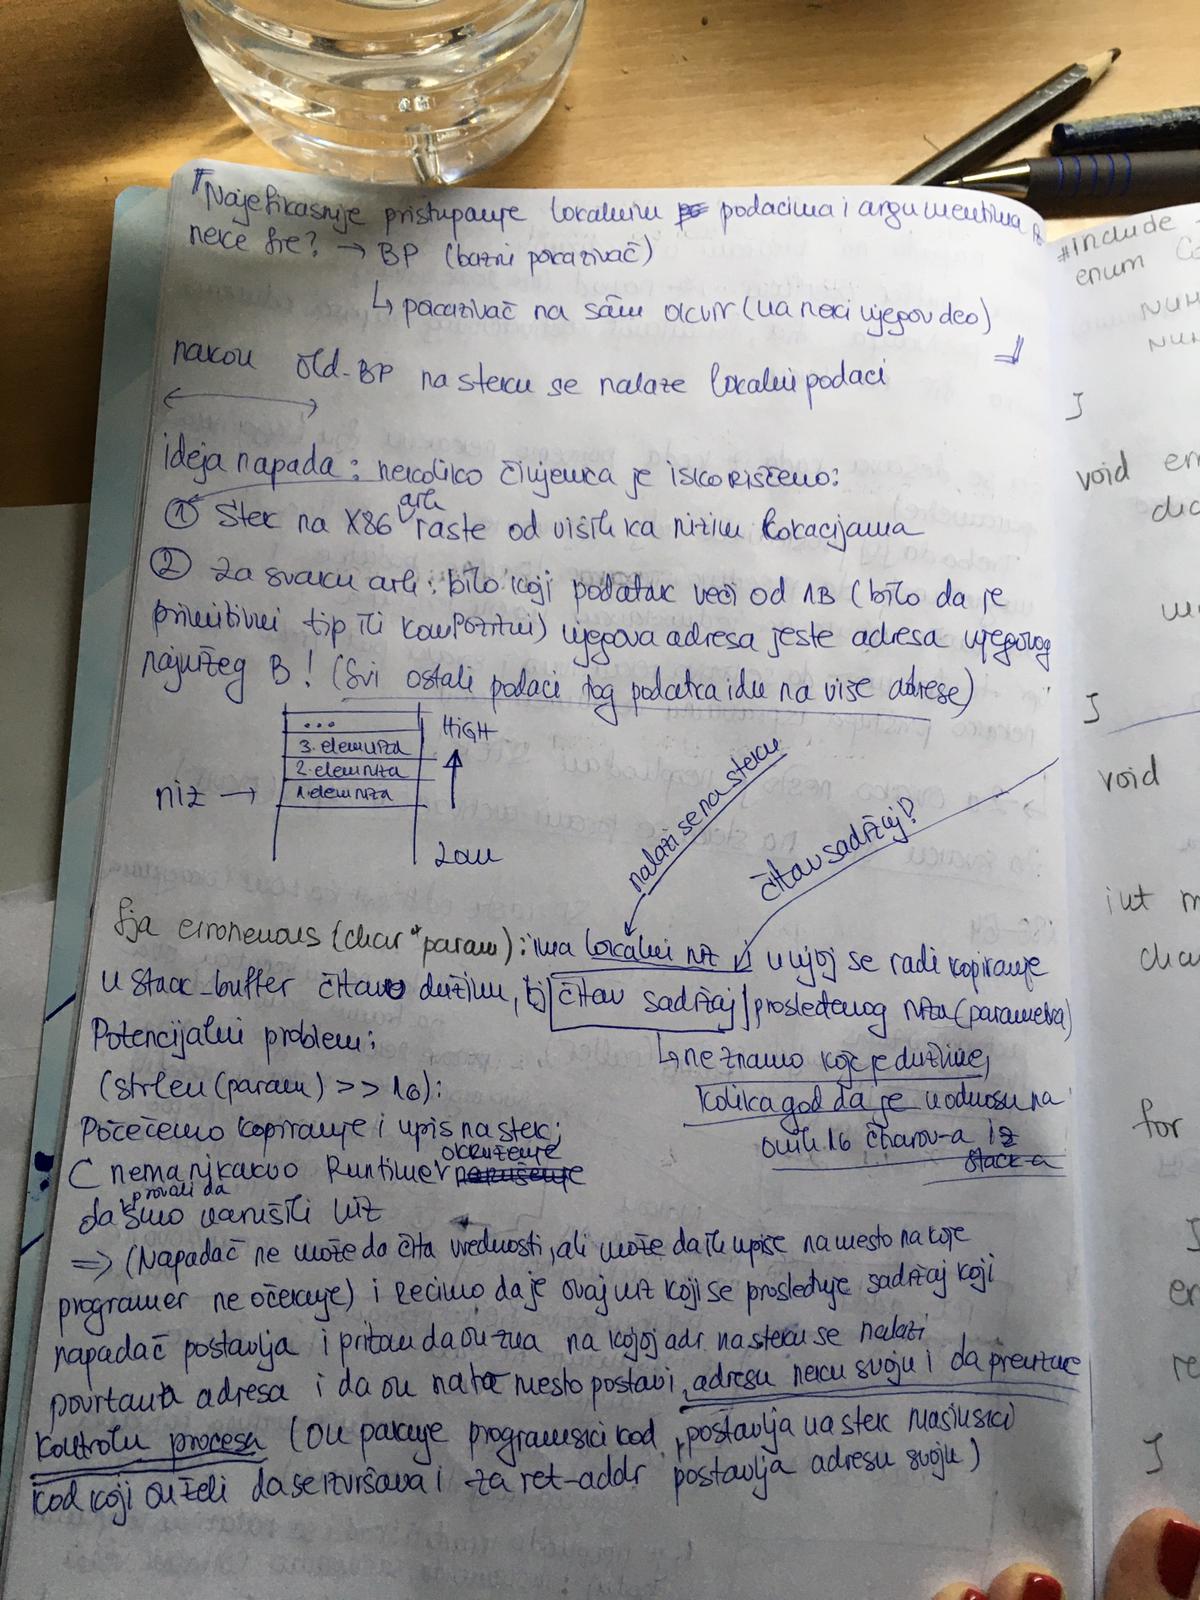 Najefikasnije pristupanje lokalnim podacima i argumentima
neke fje? → BP (bazni pokazivač)
↳ pokazivač na sâm okvir (na neki njegov deo)
nakon old-BP na steku se nalaze lokalni podaci
ideja napada: nekoliko činjenica je iskorišćeno:
① Stek na X86 arh raste od viših ka nižim lokacijama
② za svaku arh: bilo koji podatak veći od 1B (bilo da je
primitivni tip ili kompozitni) njegova adresa jeste adresa njegovog
najnižeg B! (svi ostali podaci tog podatka idu na više adrese)
...
HIGH
3. elem niza
2. elem niza
niz → 1. elem niza
Low
nalazi se na steku
čitav sadržaj?
fja erroneous (char *param): ima lokalni niz u njoj se radi kopiranje
u stack_buffer čitavu dužinu, tj čitav sadržaj prosleđenog niza (parametra)
↳ ne znamo koje je dužine,
Potencijalni problem:
(strlen(param) >> 16):
kolika god da je u odnosu na
onih 16 charov-a iz
stack-a
Počećemo kopiranje i upis na stek;
C nema nikakvo Runtime okruženje
da provali da
smo narušili niz
=> (Napadač ne može da čita vrednosti, ali može da ih upiše na mesto na koje
programer ne očekuje) i recimo da je ovaj niz koji se prosleđuje sadržaj koji
napadač postavlja i pritom da on zna na kojoj adr. na steku se nalazi
povratna adresa i da on na to mesto postavi, adresu neku svoju i da preuzme
kontrolu procesa (on pakuje programski kod, postavlja na stek mašinski
kod koji on želi da se izvršava i za ret-addr postavlja adresu svoju)
#include
enum
NUM
NUM
}
void
}
void
int m
cha
for
}
er
re
}